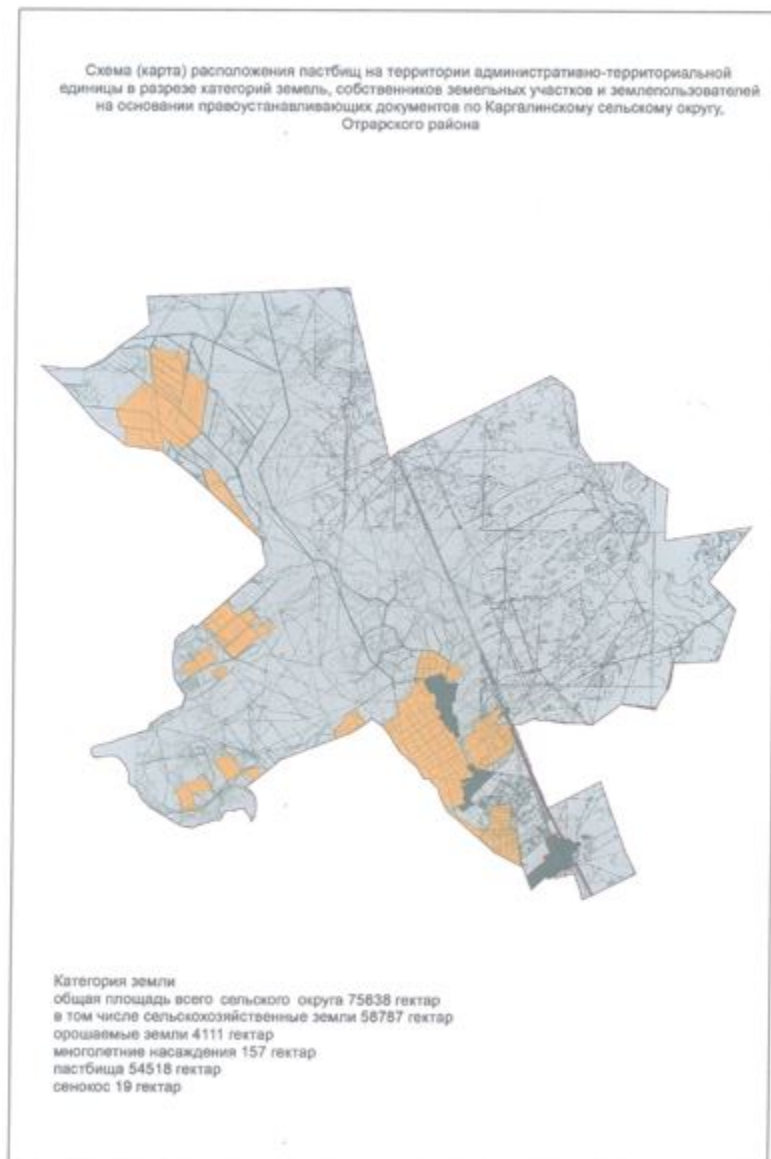 Схема (карта) расположения пастбищ на территории административно-территориальной
единицы в разрезе категорий земель, собственников земельных участков и землепользователей
на основании правоустанавливающих документов по Каргалинскому сельскому округу,
Отрарского района
Категория земли
общая площадь всего сельского округа 75638 гектар
в том числе сельскохозяйственные земли 58787 гектар
орошаемые земли 4111 гектар
многолетние насаждения 157 гектар
пастбища 54518 гектар
сенокос 19 гектар